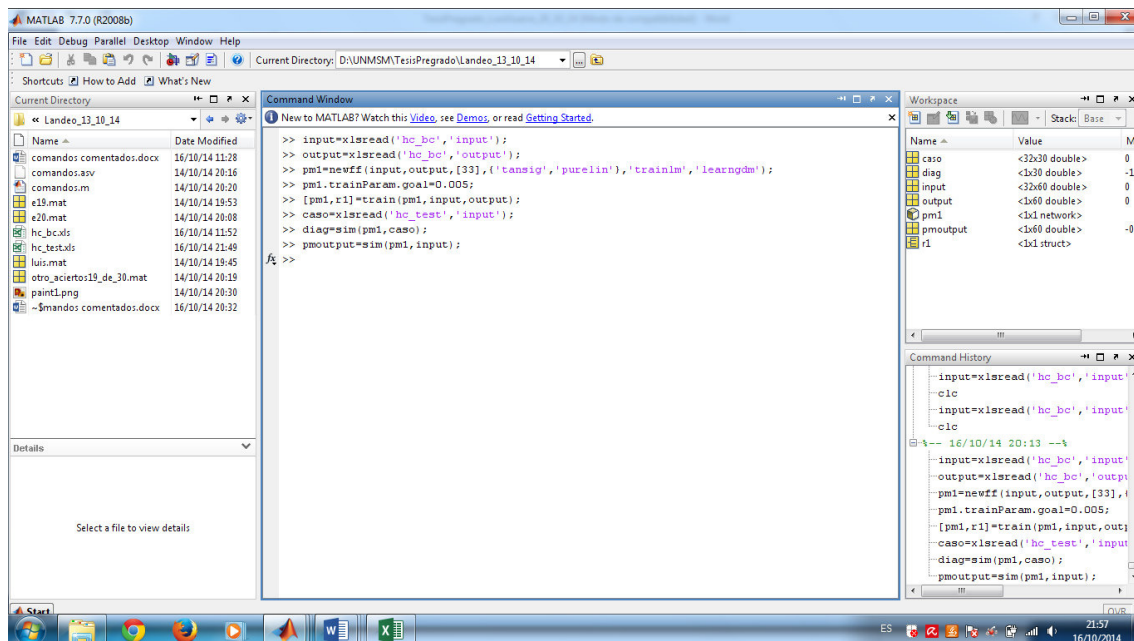 MATLAB 7.7.0 (R2008b)
File Edit Debug Parallel Desktop Window Help
Current Directory: D:\UNMSM\TesisPregrado\Landeo_13_10_14
Shortcuts How to Add What's New
Current Directory
« Landeo_13_10_14
Name Date Modified
comandos comentados.docx 16/10/14 11:28
comandos.asv 14/10/14 20:16
comandos.m 14/10/14 20:20
e19.mat 14/10/14 19:53
e20.mat 14/10/14 20:08
hc_bc.xls 16/10/14 11:52
hc_test.xls 16/10/14 21:49
luis.mat 14/10/14 19:45
otro_aciertos19_de_30.mat 14/10/14 20:19
paint1.png 14/10/14 20:30
~$mandos comentados.docx 16/10/14 20:32
Details
Select a file to view details
Command Window
New to MATLAB? Watch this Video, see Demos, or read Getting Started.
>> input=xlsread('hc_bc','input');
>> output=xlsread('hc_bc','output');
>> pm1=newff(input,output,[33],{'tansig','purelin'},'trainlm','learngdm');
>> pm1.trainParam.goal=0.005;
>> [pm1,r1]=train(pm1,input,output);
>> caso=xlsread('hc_test','input');
>> diag=sim(pm1,caso);
>> pmoutput=sim(pm1,input);
fx >>
Workspace
Stack: Base
Name Value M
caso <32x30 double> 0
diag <1x30 double> -1
input <32x60 double> 0
output <1x60 double> 0
pm1 <1x1 network>
pmoutput <1x60 double> -0
r1 <1x1 struct>
Command History
input=xlsread('hc_bc','input'
clc
input=xlsread('hc_bc','input'
clc
%-- 16/10/14 20:13 --%
input=xlsread('hc_bc','input'
output=xlsread('hc_bc','outpu
pm1=newff(input,output,[33],{
pm1.trainParam.goal=0.005;
[pm1,r1]=train(pm1,input,outp
caso=xlsread('hc_test','input
diag=sim(pm1,caso);
pmoutput=sim(pm1,input);
Start
OVR
ES
21:57
16/10/2014